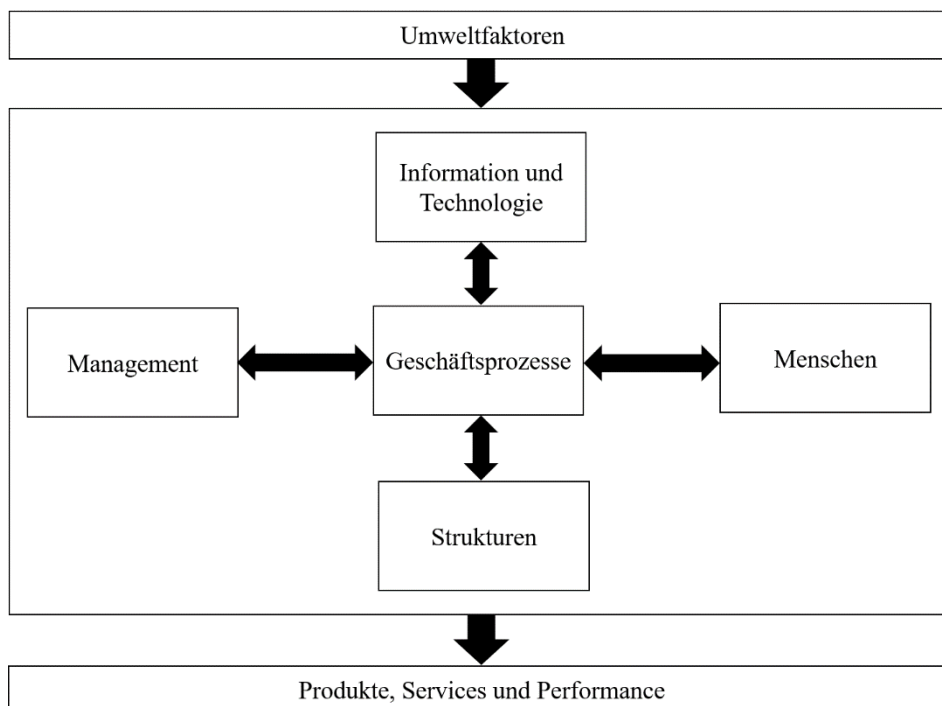 Umweltfaktoren
Information und
Technologie
Management
Geschäftsprozesse
Menschen
Strukturen
Produkte, Services und Performance